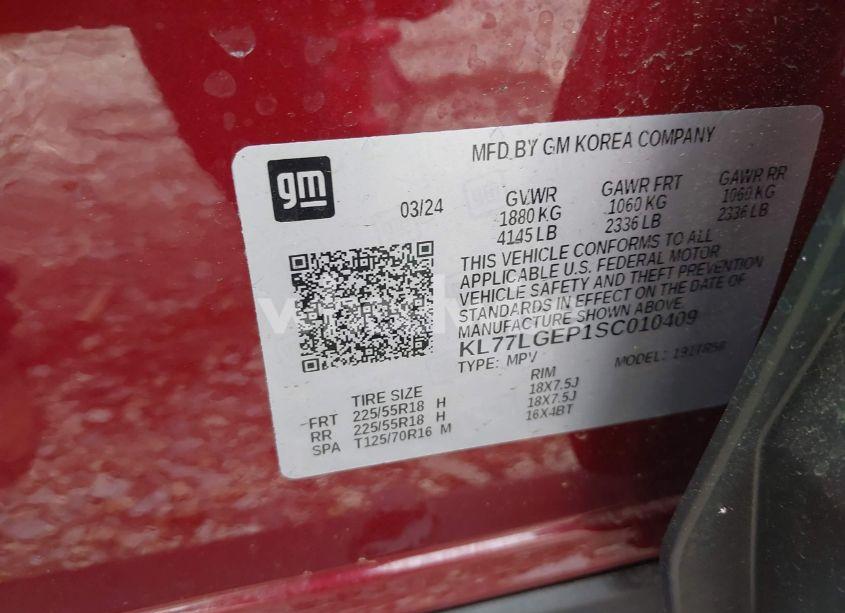 MFD BY GM KOREA COMPANY
gm
03/24
GVWR GAWR FRT GAWR RR
1880 KG 1060 KG 1060 KG
4145 LB 2336 LB 2336 LB
THIS VEHICLE CONFORMS TO ALL
APPLICABLE U.S. FEDERAL MOTOR
VEHICLE SAFETY AND THEFT PREVENTION
STANDARDS IN EFFECT ON THE DATE OF
MANUFACTURE SHOWN ABOVE.
KL77LGEP1SC010409
TYPE: MPV MODEL: 191TR58
TIRE SIZE RIM
FRT 225/55R18 H 18X7.5J
RR 225/55R18 H 18X7.5J
SPA T125/70R16 M 16X4BT